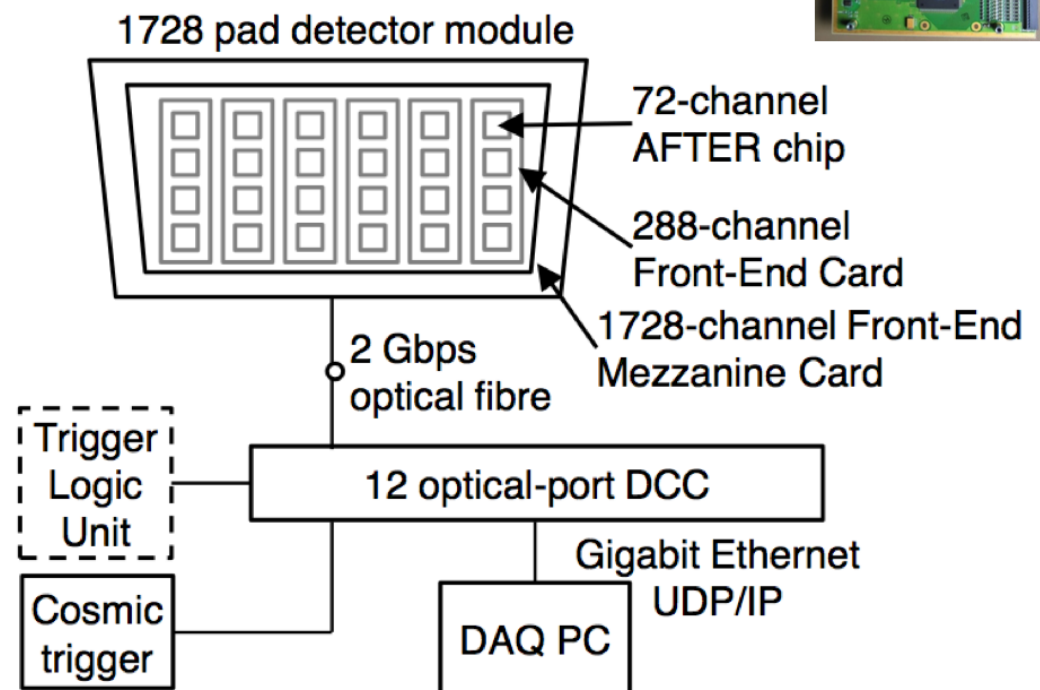 1728 pad detector module
72-channel
AFTER chip
288-channel
Front-End Card
1728-channel Front-End
Mezzanine Card
2 Gbps
optical fibre
Trigger
Logic
Unit
12 optical-port DCC
Gigabit Ethernet
UDP/IP
Cosmic
trigger
DAQ PC